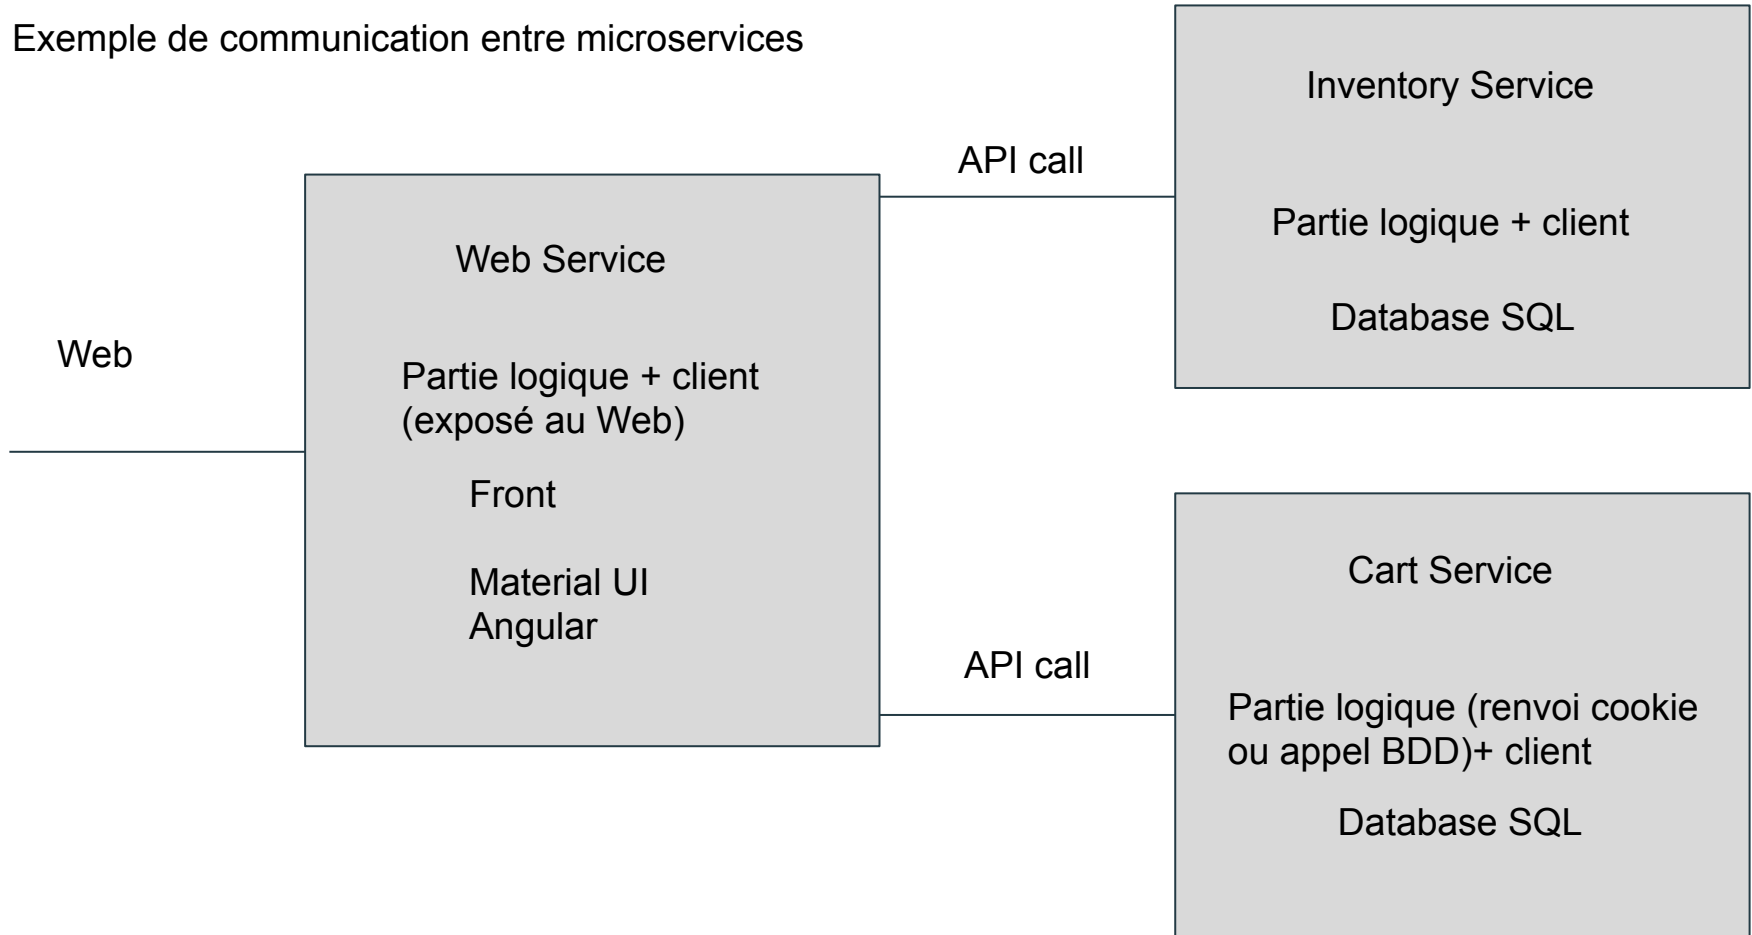 Exemple de communication entre microservices
Web
Web Service
Partie logique + client
(exposé au Web)
Front
Material UI
Angular
API call
Inventory Service
Partie logique + client
Database SQL
API call
Cart Service
Partie logique (renvoi cookie
ou appel BDD)+ client
Database SQL